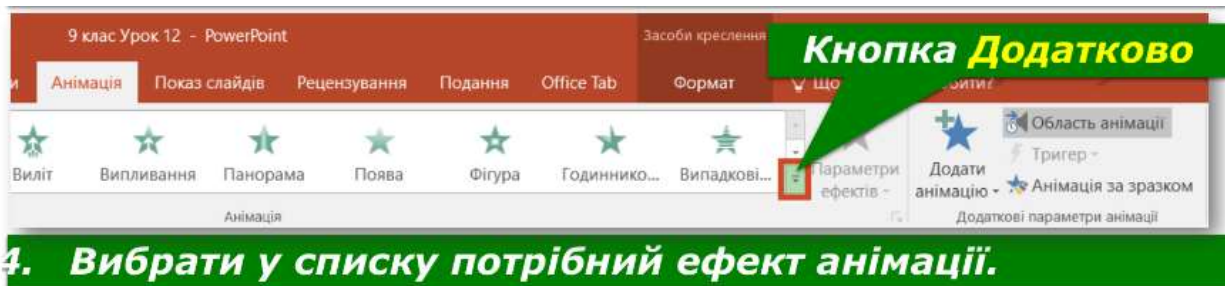 9 клас Урок 12 - PowerPoint
Засоби креслення
Кнопка Додатково
и Анімація Показ слайдів Рецензування Подання Office Tab Формат Що
Виліт Випливання Панорама Поява Фігура Годиннико... Випадкові...
Параметри ефектів
Додати анімацію
Область анімації
Тригер
Анімація за зразком
Анімація
Додаткові параметри анімації
4. Вибрати у списку потрібний ефект анімації.